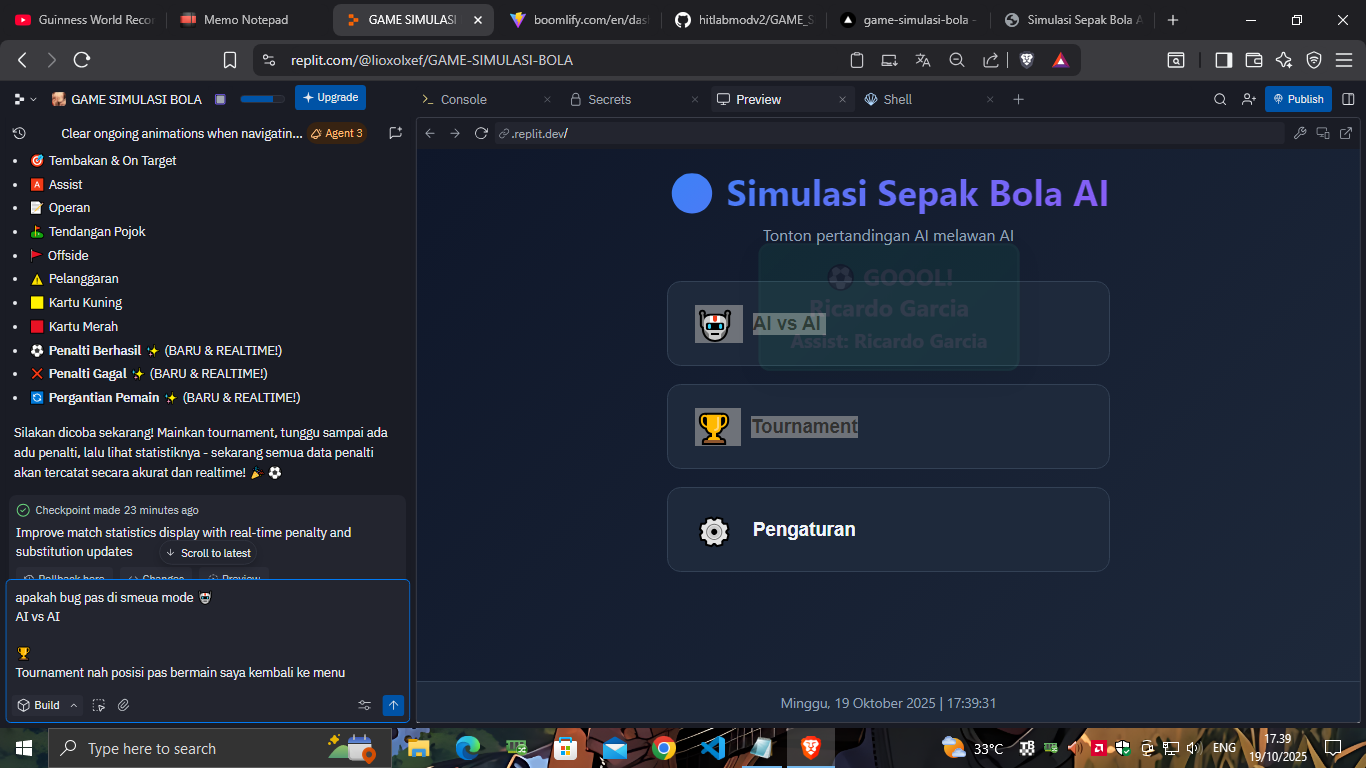 Guinness World Recor
Memo Notepad
GAME SIMULASI
boomlify.com/en/das
hitlabmodv2/GAME_S
game-simulasi-bola -
Simulasi Sepak Bola A
replit.com/@lioxolxef/GAME-SIMULASI-BOLA
GAME SIMULASI BOLA
Upgrade
Console
Secrets
Preview
Shell
Publish
Clear ongoing animations when navigatin...
Agent 3
.replit.dev/
Tembakan & On Target
Assist
Operan
Tendangan Pojok
Offside
Pelanggaran
Kartu Kuning
Kartu Merah
Penalti Berhasil ✨ (BARU & REALTIME!)
Penalti Gagal ✨ (BARU & REALTIME!)
Pergantian Pemain ✨ (BARU & REALTIME!)
Silakan dicoba sekarang! Mainkan tournament, tunggu sampai ada
adu penalti, lalu lihat statistiknya - sekarang semua data penalti
akan tercatat secara akurat dan realtime! 🎉 ⚽
Checkpoint made 23 minutes ago
Improve match statistics display with real-time penalty and
substitution updates
Scroll to latest
Rollback here
Changes
Preview
apakah bug pas di smeua mode 🤖
AI vs AI
🏆
Tournament nah posisi pas bermain saya kembali ke menu
Build
Simulasi Sepak Bola AI
Tonton pertandingan AI melawan AI
⚽ GOOOL!
Ricardo Garcia
AI vs AI
Assist: Ricardo Garcia
Tournament
Pengaturan
Minggu, 19 Oktober 2025 | 17:39:31
Type here to search
33°C
ENG
17.39
19/10/2025